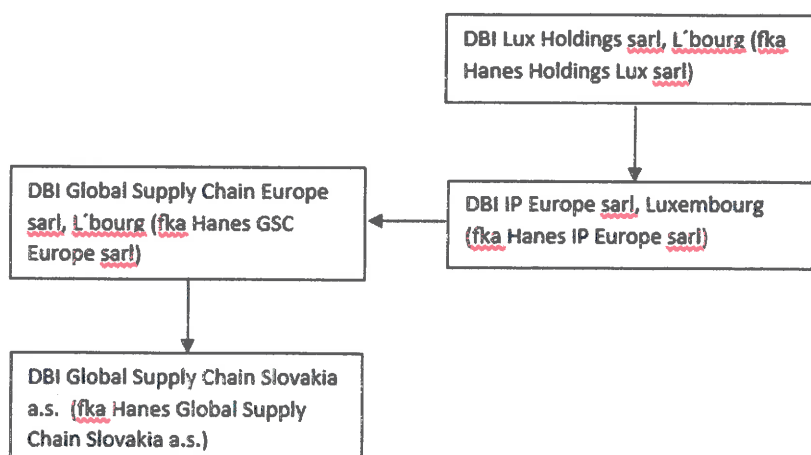 DBI Lux Holdings sarl, L´bourg (fka
Hanes Holdings Lux sarl)
DBI IP Europe sarl, Luxembourg
(fka Hanes IP Europe sarl)
DBI Global Supply Chain Europe
sarl, L´bourg (fka Hanes GSC
Europe sarl)
DBI Global Supply Chain Slovakia
a.s. (fka Hanes Global Supply
Chain Slovakia a.s.)